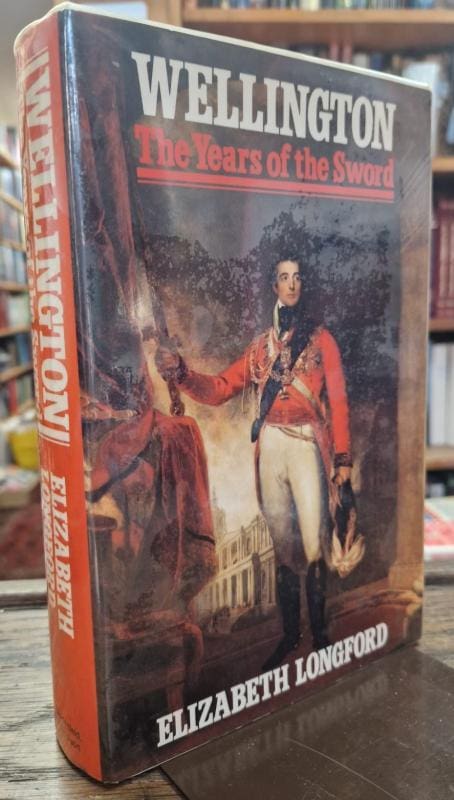 WELLINGTON
The Years of the Sword
ELIZABETH LONGFORD
WELLINGTON
ELIZABETH
LONGFORD